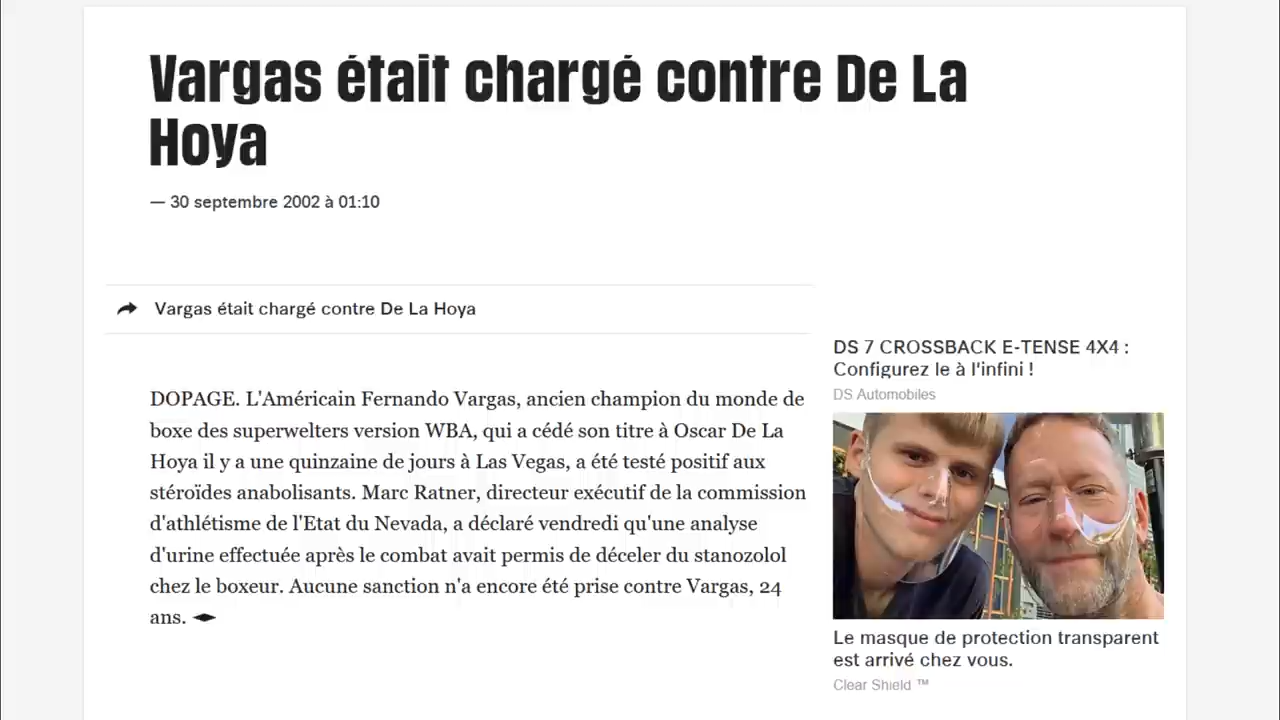 Vargas était chargé contre De La
Hoya
— 30 septembre 2002 à 01:10
Vargas était chargé contre De La Hoya
DOPAGE. L'Américain Fernando Vargas, ancien champion du monde de
boxe des superwelters version WBA, qui a cédé son titre à Oscar De La
Hoya il y a une quinzaine de jours à Las Vegas, a été testé positif aux
stéroïdes anabolisants. Marc Ratner, directeur exécutif de la commission
d'athlétisme de l'Etat du Nevada, a déclaré vendredi qu'une analyse
d'urine effectuée après le combat avait permis de déceler du stanozolol
chez le boxeur. Aucune sanction n'a encore été prise contre Vargas, 24
ans.
DS 7 CROSSBACK E-TENSE 4X4 :
Configurez le à l'infini !
DS Automobiles
Le masque de protection transparent
est arrivé chez vous.
Clear Shield ™